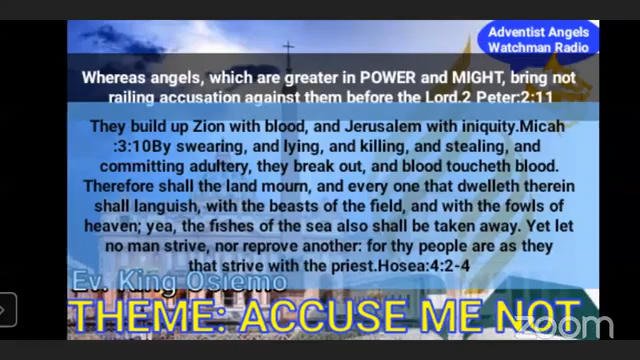 Adventist Angels
Watchman Radio
Whereas angels, which are greater in POWER and MIGHT, bring not
railing accusation against them before the Lord.2 Peter:2:11
They build up Zion with blood, and Jerusalem with iniquity.Micah
:3:10By swearing, and lying, and killing, and stealing, and
committing adultery, they break out, and blood toucheth blood.
Therefore shall the land mourn, and every one that dwelleth therein
shall languish, with the beasts of the field, and with the fowls of
heaven; yea, the fishes of the sea also shall be taken away. Yet let
no man strive, nor reprove another: for thy people are as they
that strive with the priest.Hosea:4:2-4
Ev. King Osiemo
THEME: ACCUSE ME NOT
zoom